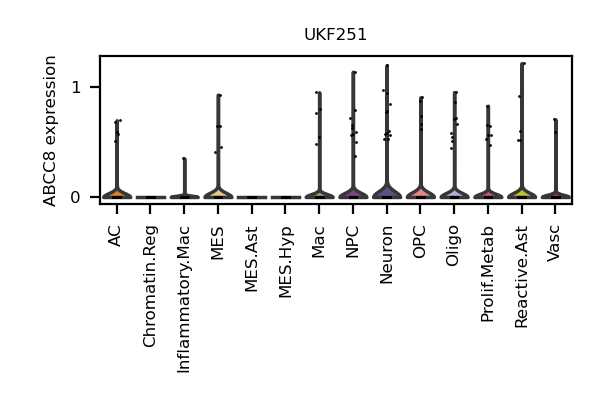 UKF251
ABCC8 expression
1
0
AC
Chromatin.Reg
Inflammatory.Mac
MES
MES.Ast
MES.Hyp
Mac
NPC
Neuron
OPC
Oligo
Prolif.Metab
Reactive.Ast
Vasc